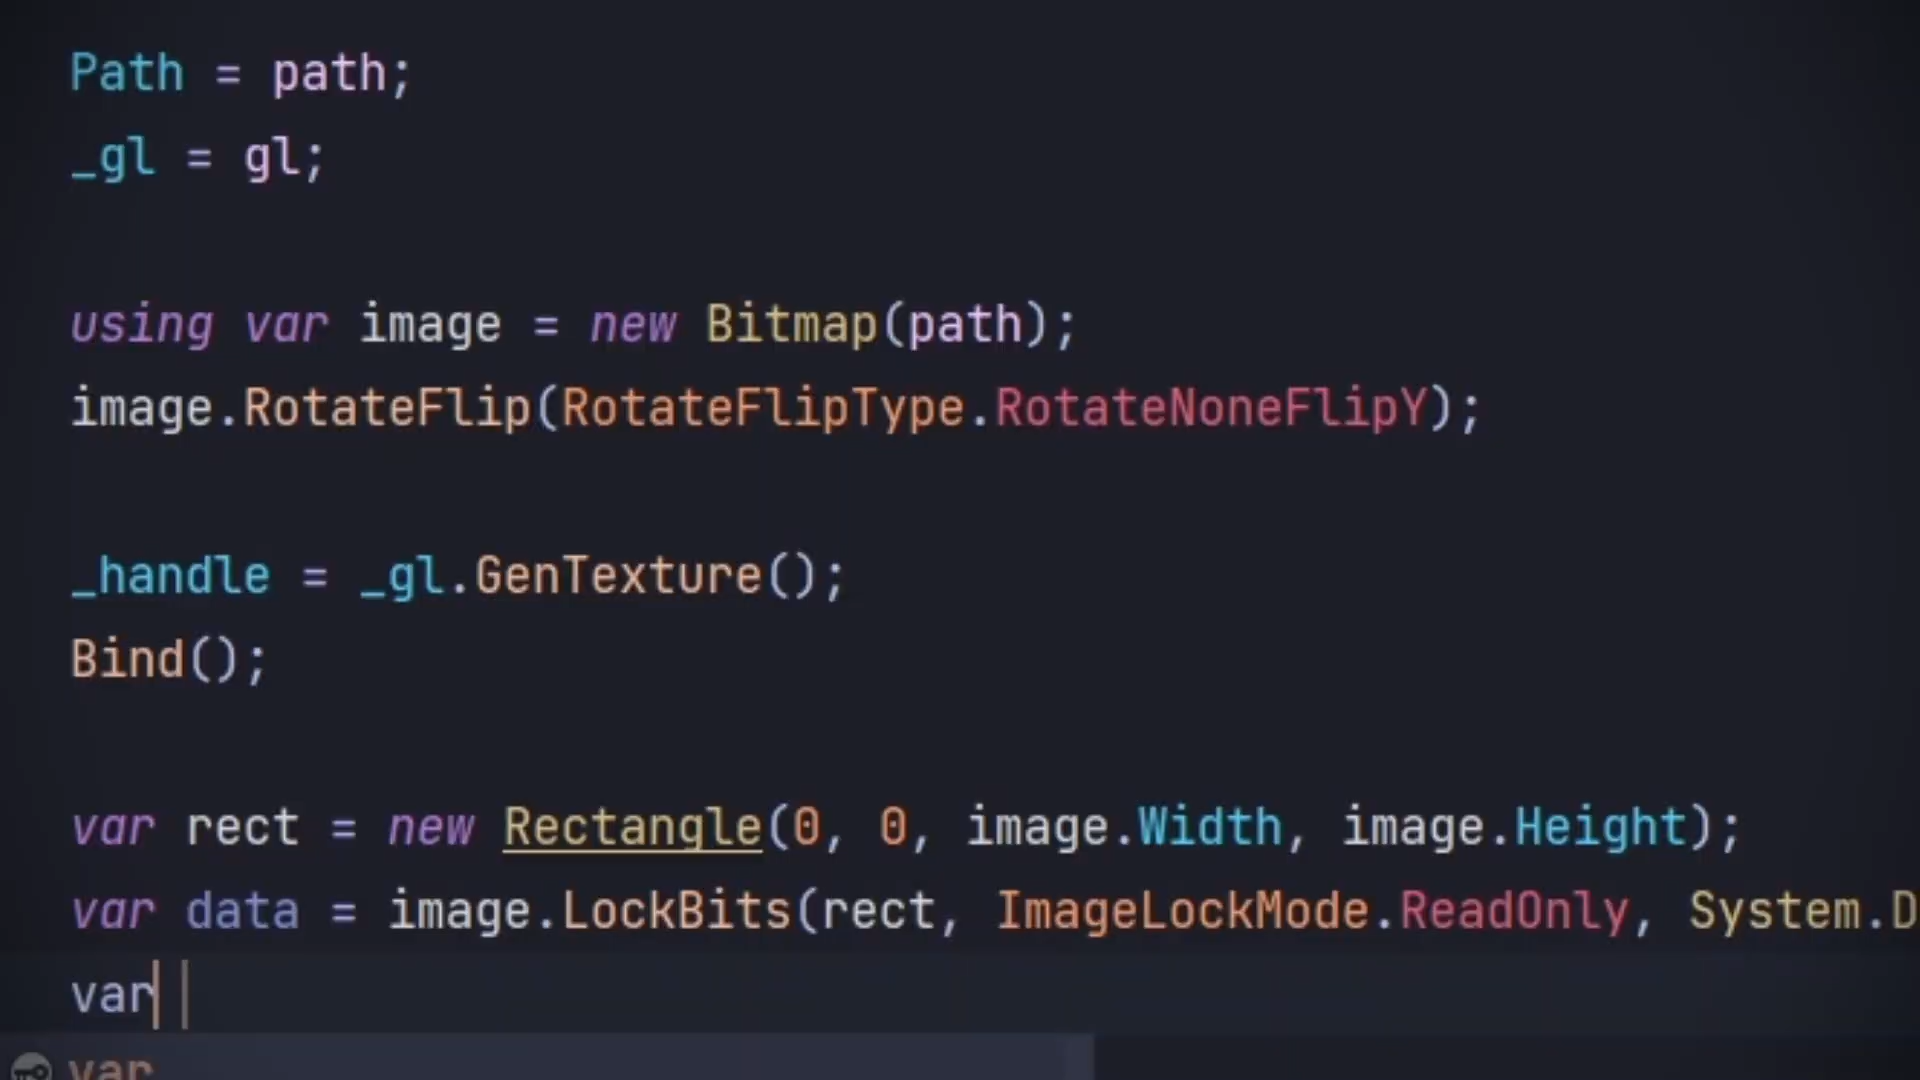 Path = path;
_gl = gl;
using var image = new Bitmap(path);
image.RotateFlip(RotateFlipType.RotateNoneFlipY);
_handle = _gl.GenTexture();
Bind();
var rect = new Rectangle(0, 0, image.Width, image.Height);
var data = image.LockBits(rect, ImageLockMode.ReadOnly, System.D
var
var